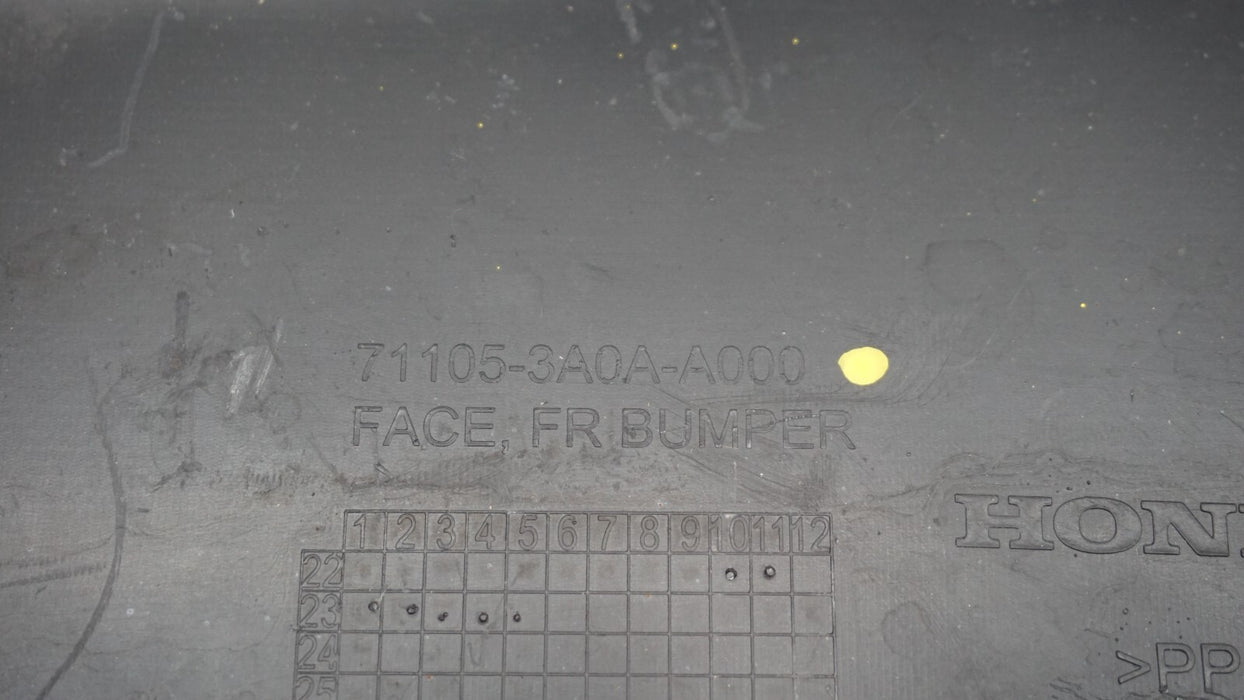 71105-3A0A-A000
FACE, FR BUMPER
1 2 3 4 5 6 7 8 9 10 11 12
22
23
24
25
HON
>PP